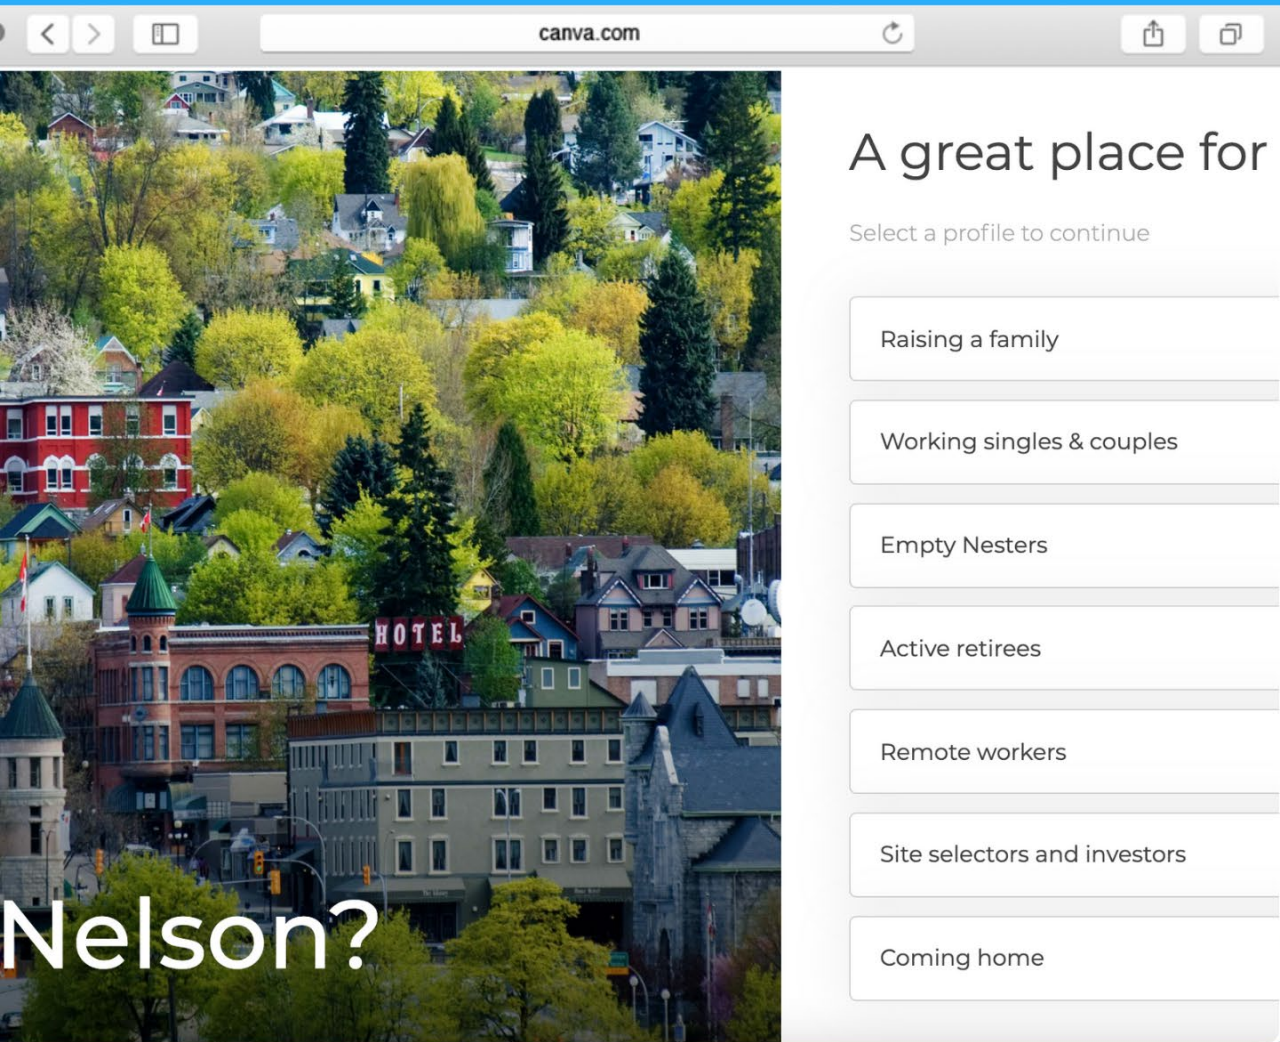 canva.com
HOTEL
Nelson?
A great place for
Select a profile to continue
Raising a family
Working singles & couples
Empty Nesters
Active retirees
Remote workers
Site selectors and investors
Coming home